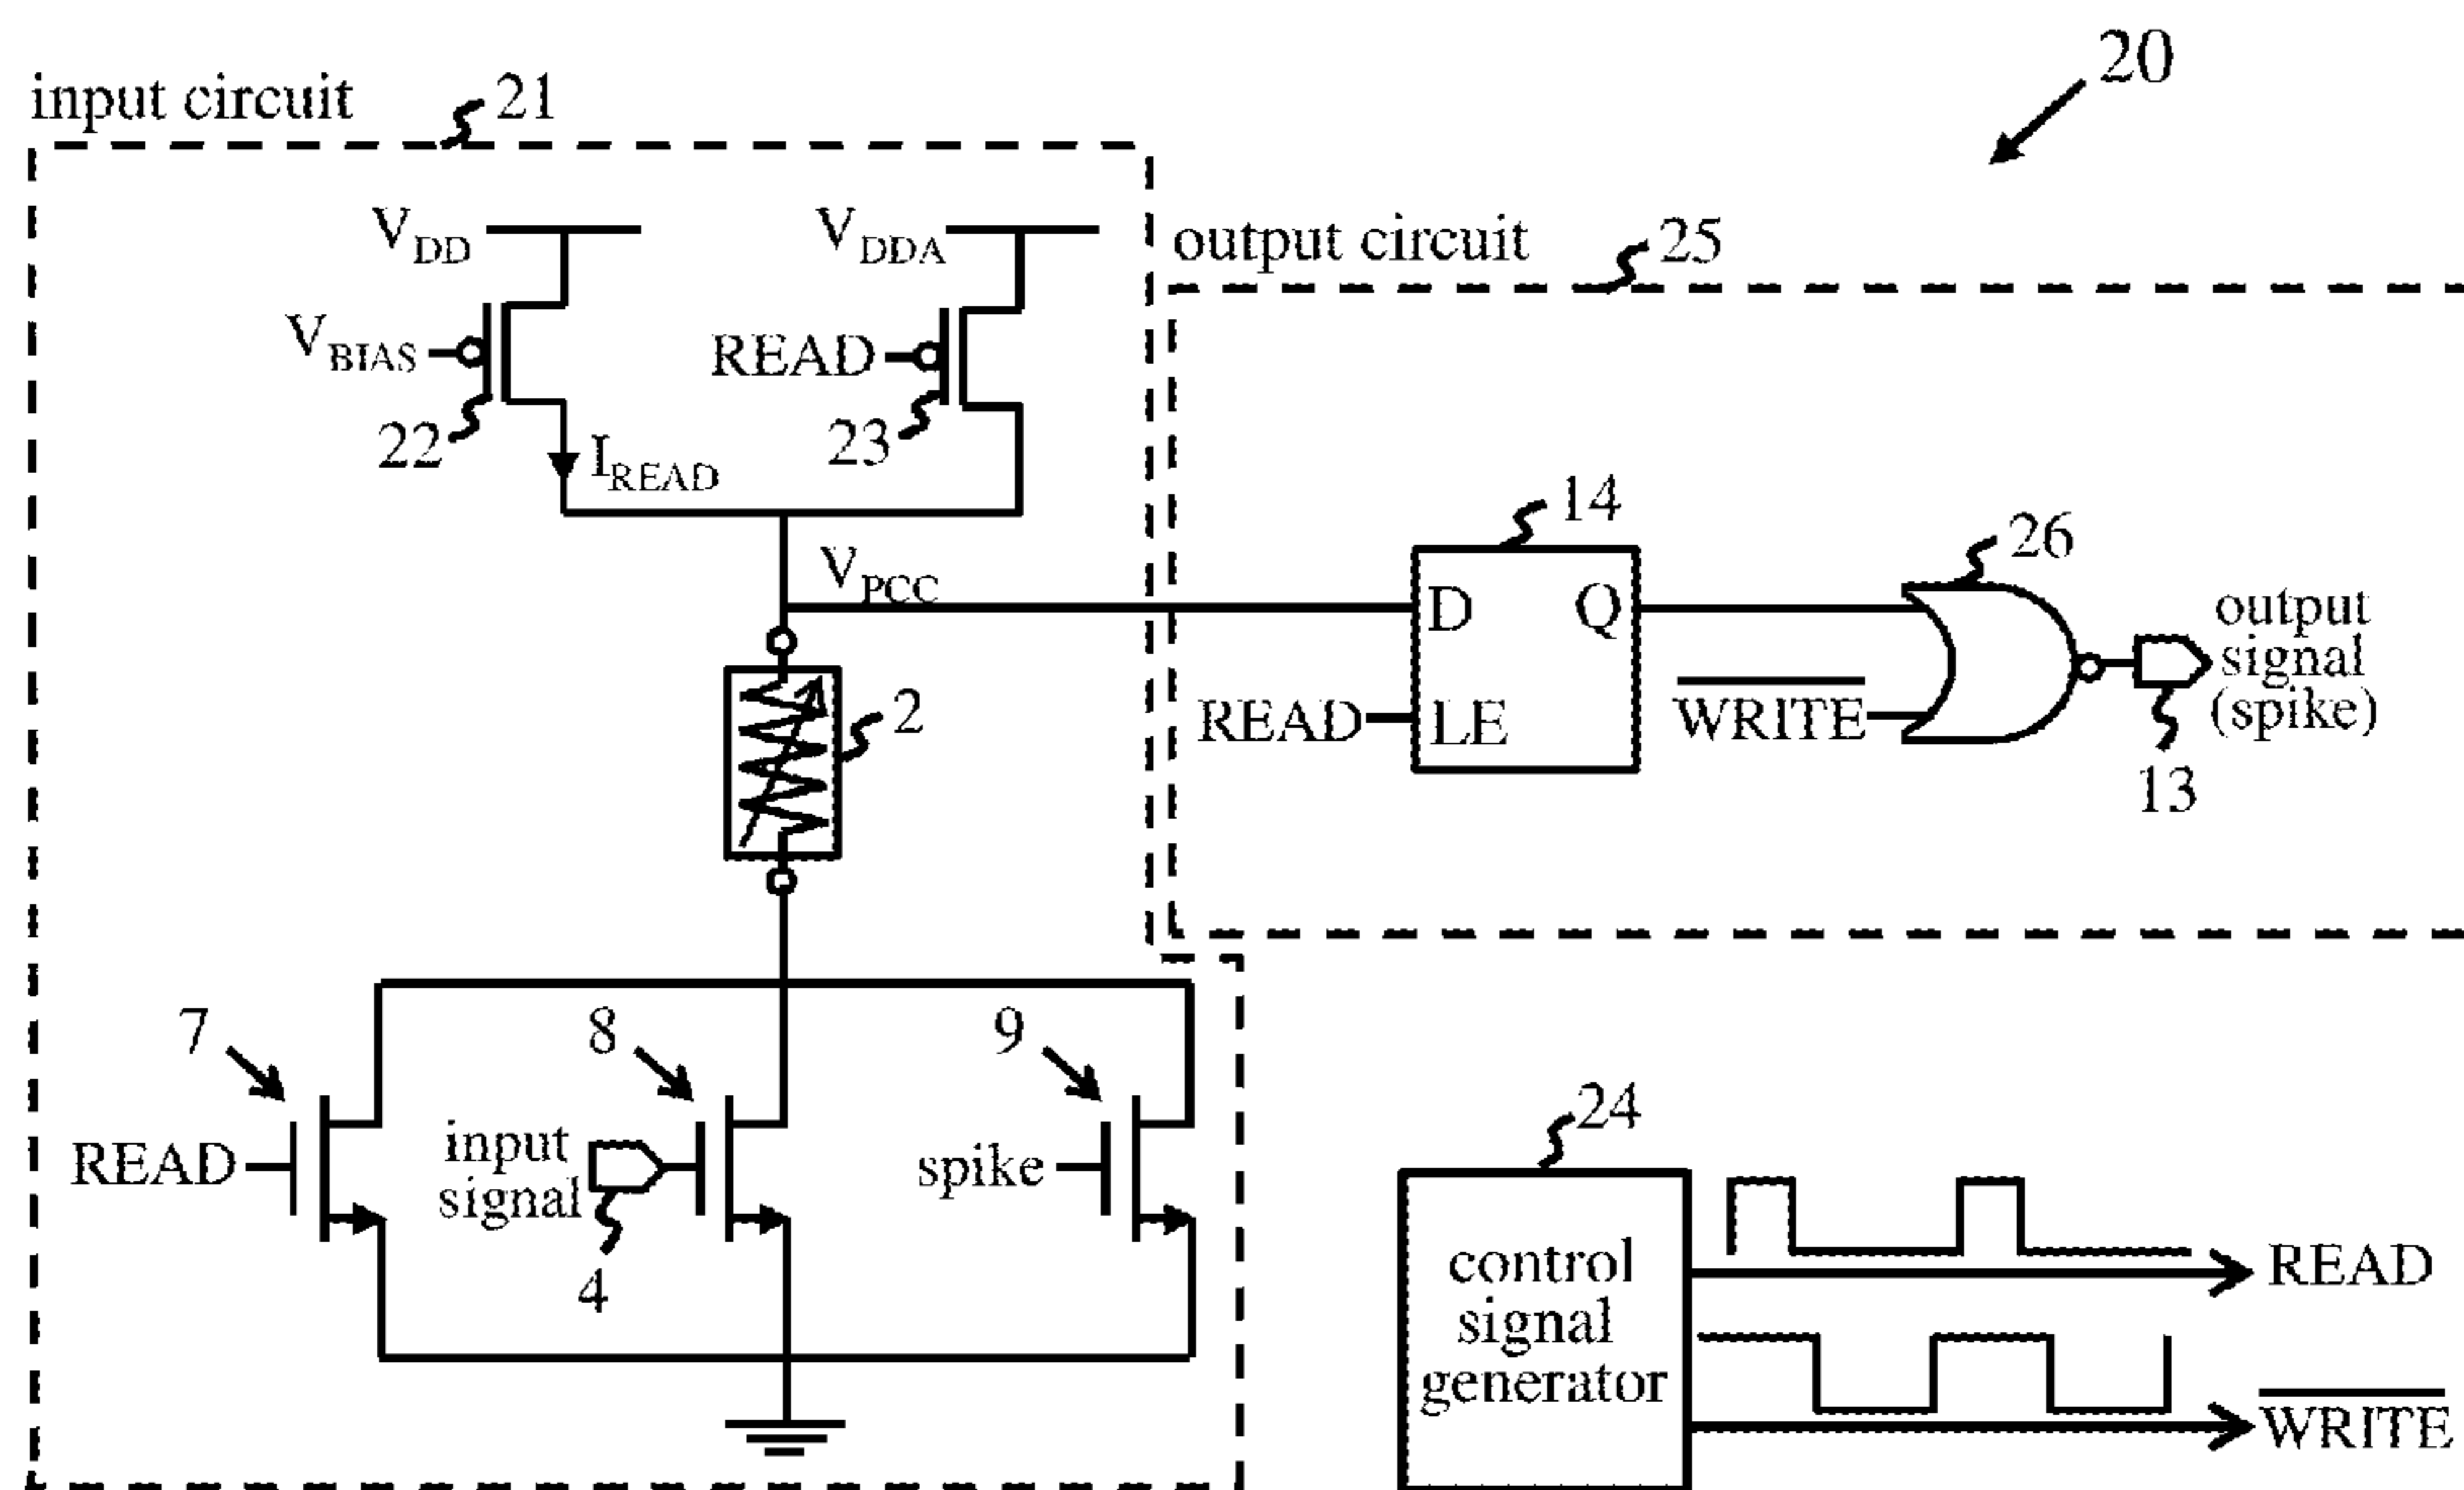 20
input circuit
21
V_DD
V_DDA
output circuit
25
V_BIAS
READ
22
23
I_READ
14
26
V_PCC
D
Q
output
signal
(spike)
2
READ
LE
WRITE
13
7
8
9
24
READ
input
signal
spike
4
control
signal
generator
READ
WRITE